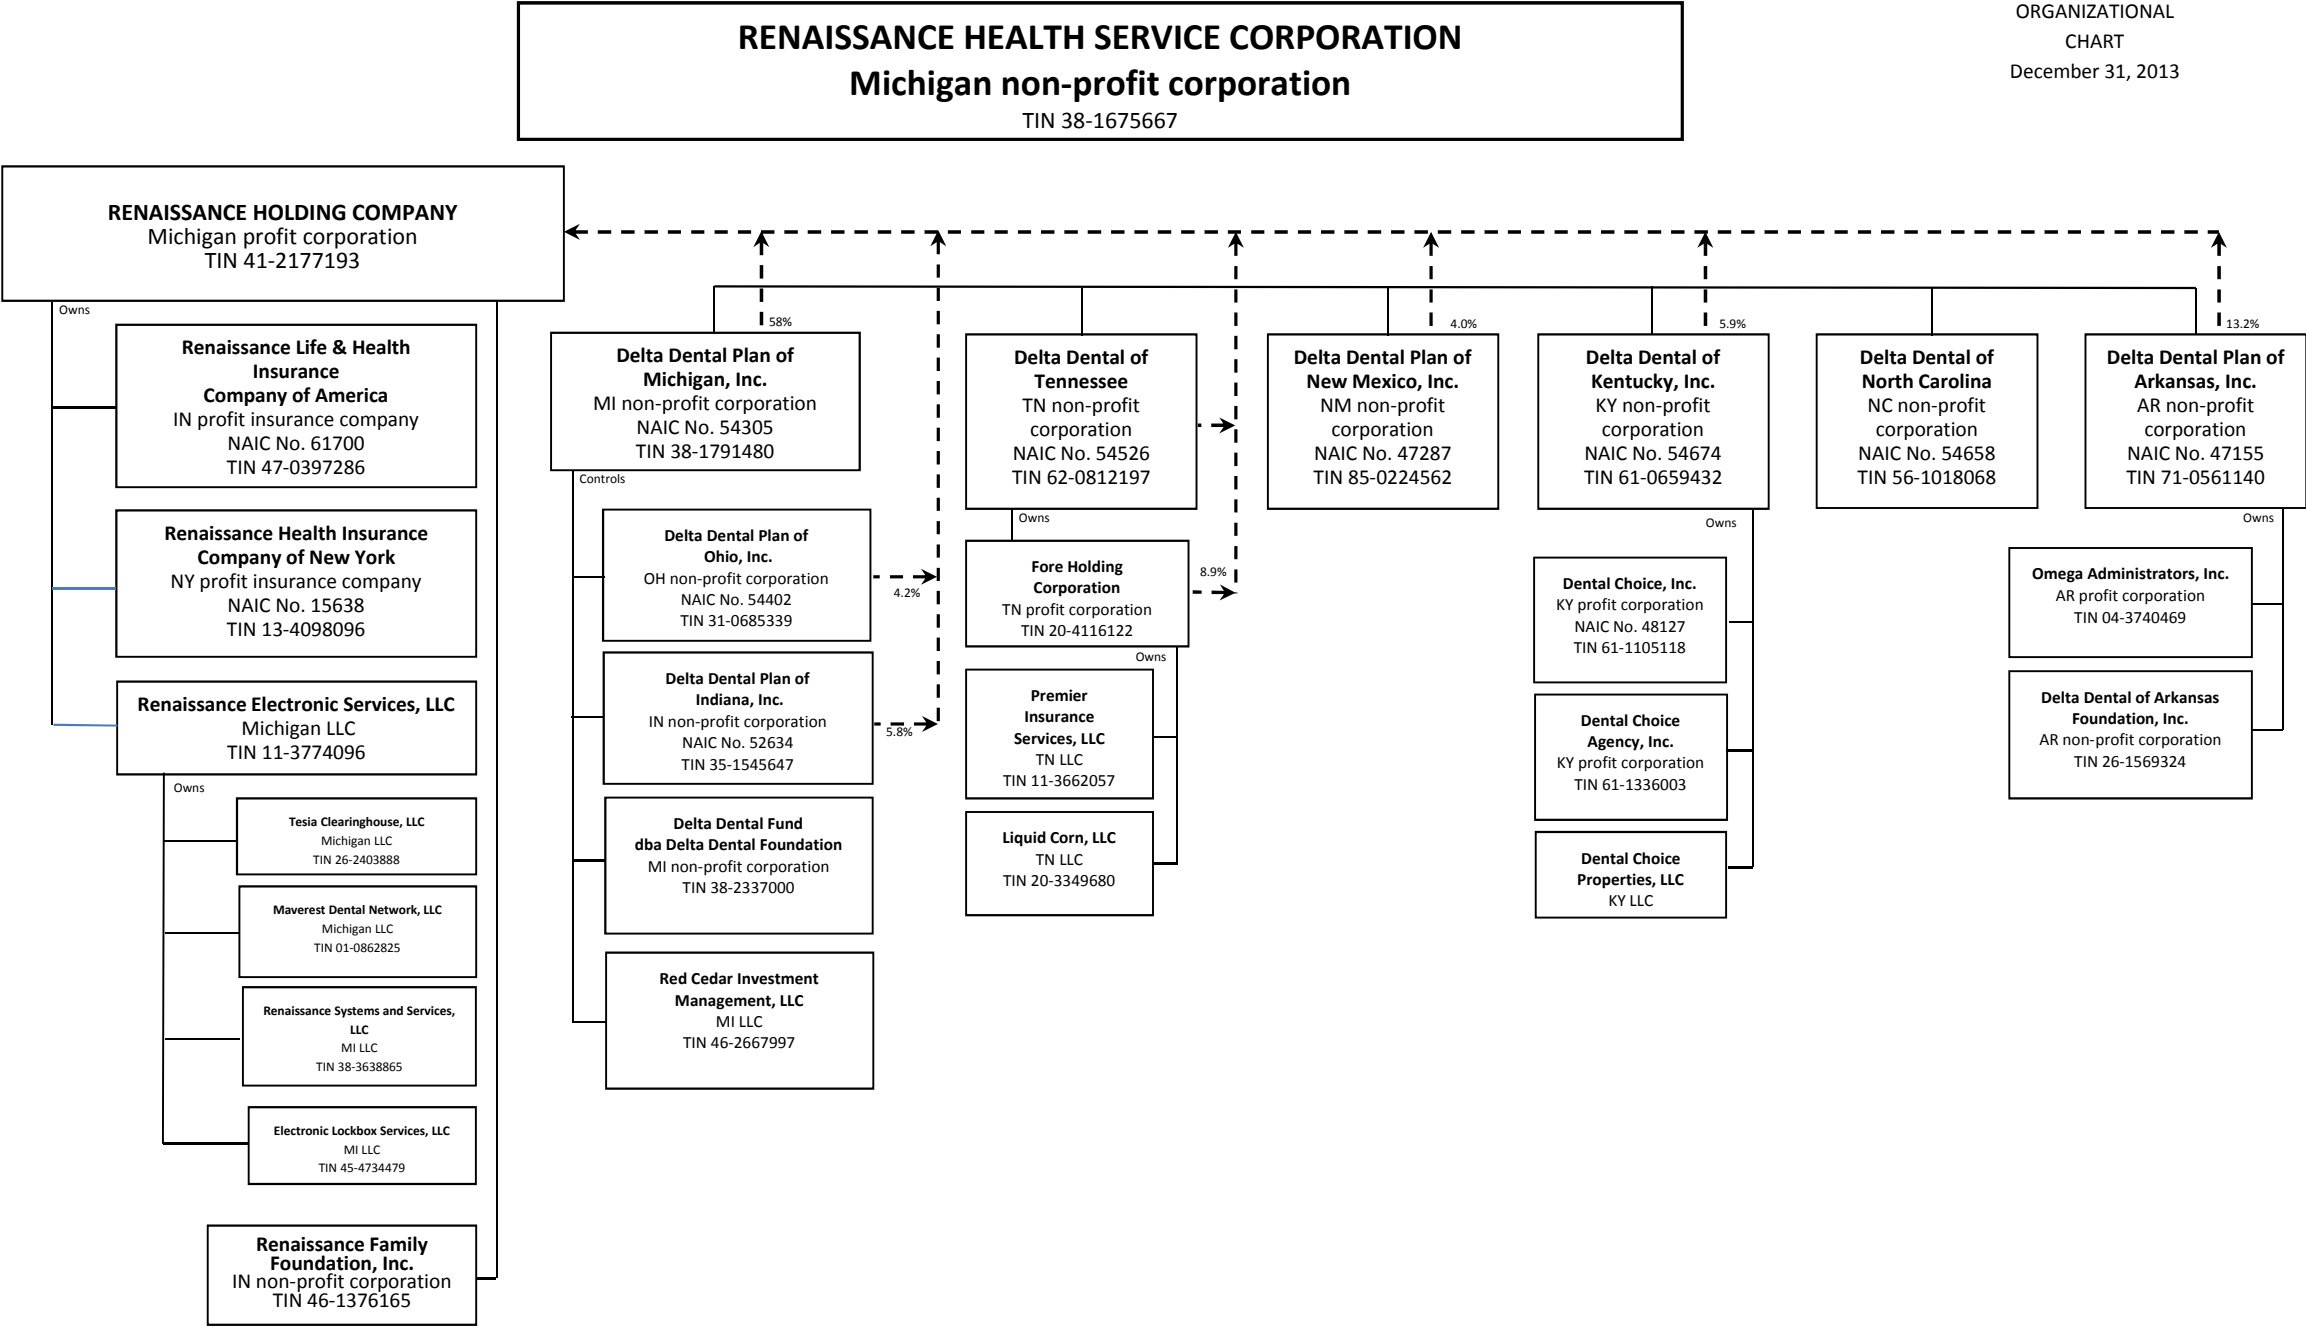 RENAISSANCE HEALTH SERVICE CORPORATION
Michigan non-profit corporation
TIN 38-1675667
ORGANIZATIONAL
CHART
December 31, 2013
RENAISSANCE HOLDING COMPANY
Michigan profit corporation
TIN 41-2177193
Owns
Renaissance Life & Health
Insurance
Company of America
IN profit insurance company
NAIC No. 61700
TIN 47-0397286
Renaissance Health Insurance
Company of New York
NY profit insurance company
NAIC No. 15638
TIN 13-4098096
Renaissance Electronic Services, LLC
Michigan LLC
TIN 11-3774096
Owns
Tesia Clearinghouse, LLC
Michigan LLC
TIN 26-2403888
Maverest Dental Network, LLC
Michigan LLC
TIN 01-0862825
Renaissance Systems and Services,
LLC
MI LLC
TIN 38-3638865
Electronic Lockbox Services, LLC
MI LLC
TIN 45-4734479
Renaissance Family
Foundation, Inc.
IN non-profit corporation
TIN 46-1376165
58%
Delta Dental Plan of
Michigan, Inc.
MI non-profit corporation
NAIC No. 54305
TIN 38-1791480
Controls
Delta Dental Plan of
Ohio, Inc.
OH non-profit corporation
NAIC No. 54402
TIN 31-0685339
4.2%
Delta Dental Plan of
Indiana, Inc.
IN non-profit corporation
NAIC No. 52634
TIN 35-1545647
5.8%
Delta Dental Fund
dba Delta Dental Foundation
MI non-profit corporation
TIN 38-2337000
Red Cedar Investment
Management, LLC
MI LLC
TIN 46-2667997
Delta Dental of
Tennessee
TN non-profit
corporation
NAIC No. 54526
TIN 62-0812197
Owns
Fore Holding
Corporation
TN profit corporation
TIN 20-4116122
8.9%
Owns
Premier
Insurance
Services, LLC
TN LLC
TIN 11-3662057
Liquid Corn, LLC
TN LLC
TIN 20-3349680
4.0%
Delta Dental Plan of
New Mexico, Inc.
NM non-profit
corporation
NAIC No. 47287
TIN 85-0224562
5.9%
Delta Dental of
Kentucky, Inc.
KY non-profit
corporation
NAIC No. 54674
TIN 61-0659432
Owns
Dental Choice, Inc.
KY profit corporation
NAIC No. 48127
TIN 61-1105118
Dental Choice
Agency, Inc.
KY profit corporation
TIN 61-1336003
Dental Choice
Properties, LLC
KY LLC
Delta Dental of
North Carolina
NC non-profit
corporation
NAIC No. 54658
TIN 56-1018068
13.2%
Delta Dental Plan of
Arkansas, Inc.
AR non-profit
corporation
NAIC No. 47155
TIN 71-0561140
Owns
Omega Administrators, Inc.
AR profit corporation
TIN 04-3740469
Delta Dental of Arkansas
Foundation, Inc.
AR non-profit corporation
TIN 26-1569324